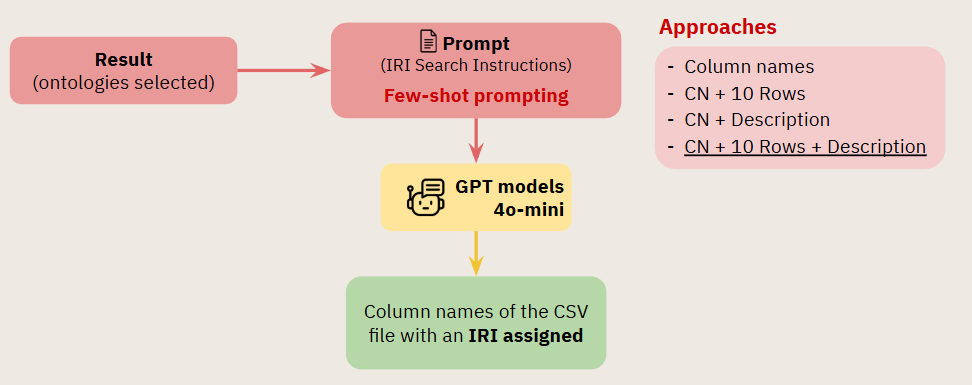 Result
(ontologies selected)
Prompt
(IRI Search Instructions)
Few-shot prompting
GPT models
4o-mini
Column names of the CSV
file with an IRI assigned
Approaches
- Column names
- CN + 10 Rows
- CN + Description
- CN + 10 Rows + Description